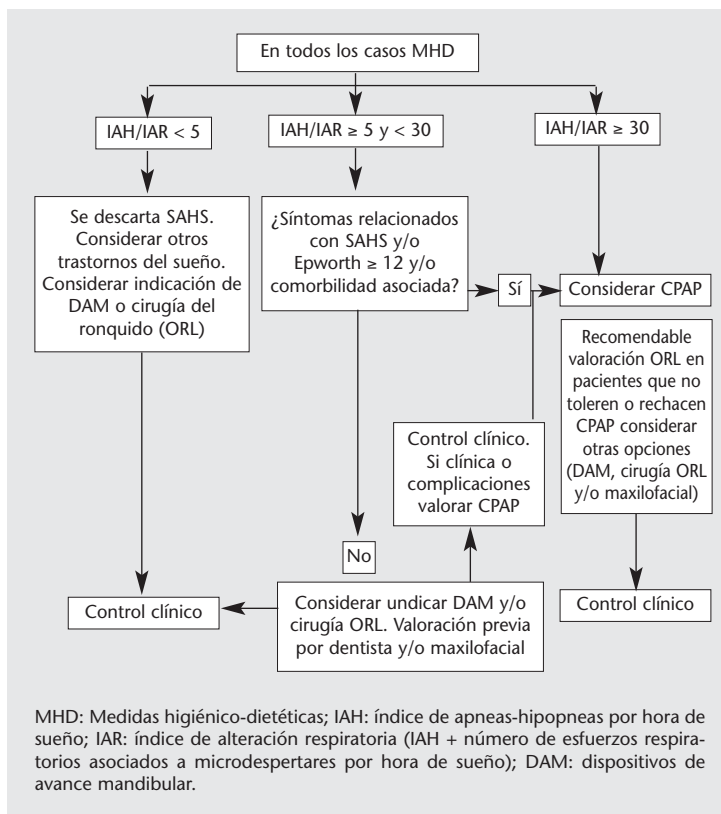 En todos los casos MHD
IAH/IAR < 5
IAH/IAR ≥ 5 y < 30
IAH/IAR ≥ 30
Se descarta SAHS.
Considerar otros
trastornos del sueño.
Considerar indicación de
DAM o cirugía del
ronquido (ORL)
¿Síntomas relacionados
con SAHS y/o
Epworth ≥ 12 y/o
comorbilidad asociada?
Sí
Considerar CPAP
Recomendable
valoración ORL en
pacientes que no
toleren o rechacen
CPAP considerar
otras opciones
(DAM, cirugía ORL
y/o maxilofacial)
Control clínico.
Si clínica o
complicaciones
valorar CPAP
No
Control clínico
Considerar undicar DAM y/o
cirugía ORL. Valoración previa
por dentista y/o maxilofacial
Control clínico
MHD: Medidas higiénico-dietéticas; IAH: índice de apneas-hipopneas por hora de
sueño; IAR: índice de alteración respiratoria (IAH + número de esfuerzos respira-
torios asociados a microdespertares por hora de sueño); DAM: dispositivos de
avance mandibular.